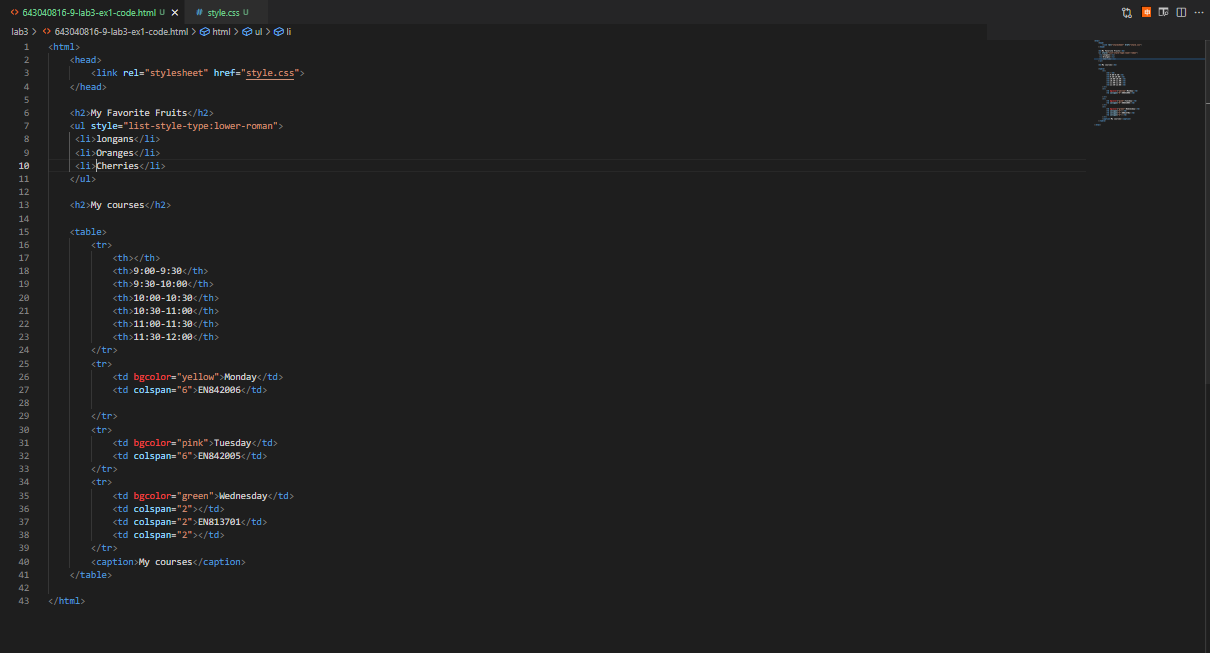 643040816-9-lab3-ex1-code.html U
style.css U
lab3 > 643040816-9-lab3-ex1-code.html > html > ul > li
1 <html>
2 <head>
3 <link rel="stylesheet" href="style.css">
4 </head>
5
6 <h2>My Favorite Fruits</h2>
7 <ul style="list-style-type:lower-roman">
8 <li>longans</li>
9 <li>Oranges</li>
10 <li>Cherries</li>
11 </ul>
12
13 <h2>My courses</h2>
14
15 <table>
16 <tr>
17 <th></th>
18 <th>9:00-9:30</th>
19 <th>9:30-10:00</th>
20 <th>10:00-10:30</th>
21 <th>10:30-11:00</th>
22 <th>11:00-11:30</th>
23 <th>11:30-12:00</th>
24 </tr>
25 <tr>
26 <td bgcolor="yellow">Monday</td>
27 <td colspan="6">EN842006</td>
28
29 </tr>
30 <tr>
31 <td bgcolor="pink">Tuesday</td>
32 <td colspan="6">EN842005</td>
33 </tr>
34 <tr>
35 <td bgcolor="green">Wednesday</td>
36 <td colspan="2"></td>
37 <td colspan="2">EN813701</td>
38 <td colspan="2"></td>
39 </tr>
40 <caption>My courses</caption>
41 </table>
42
43 </html>